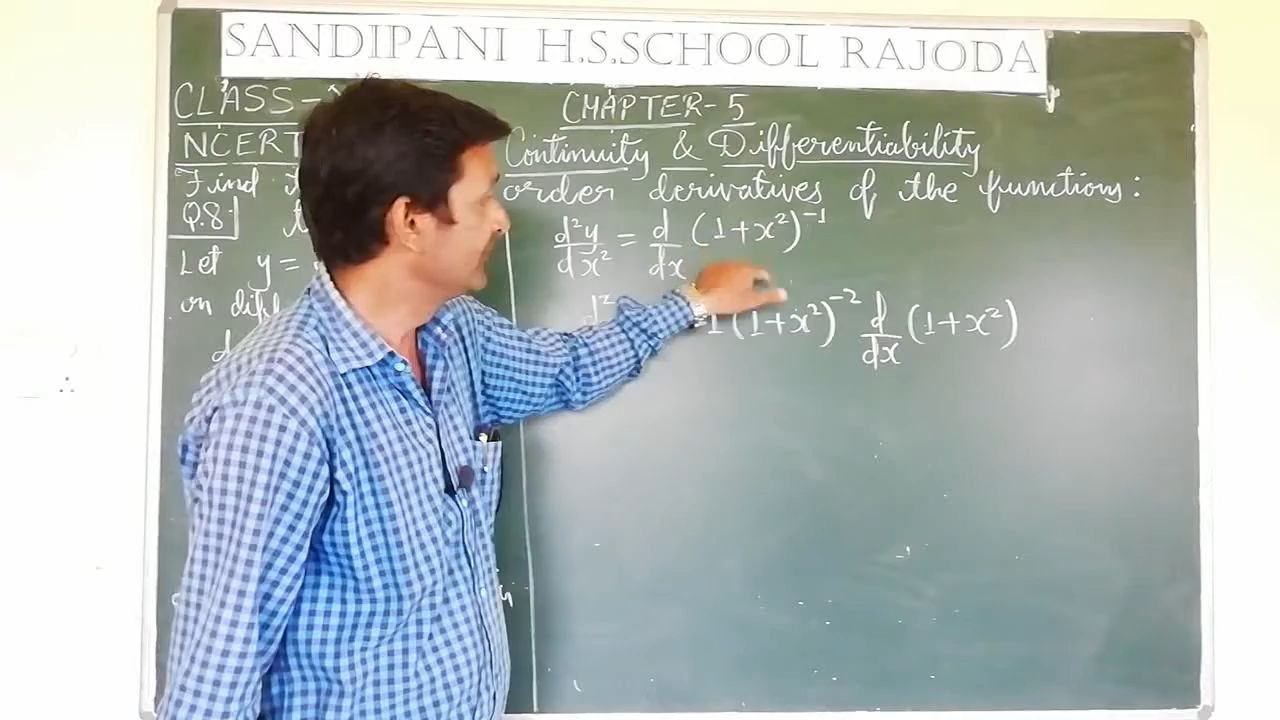 SANDIPANI H.S.SCHOOL RAJODA
CLASS-
CHAPTER-5
NCERT
Continuity & Differentiability
Find
order derivatives of the functions:
Q.8.
Let y=
d²y/dx² = d/dx (1+x²)⁻¹
on
d²
-1(1+x²)⁻² d/dx (1+x²)
d